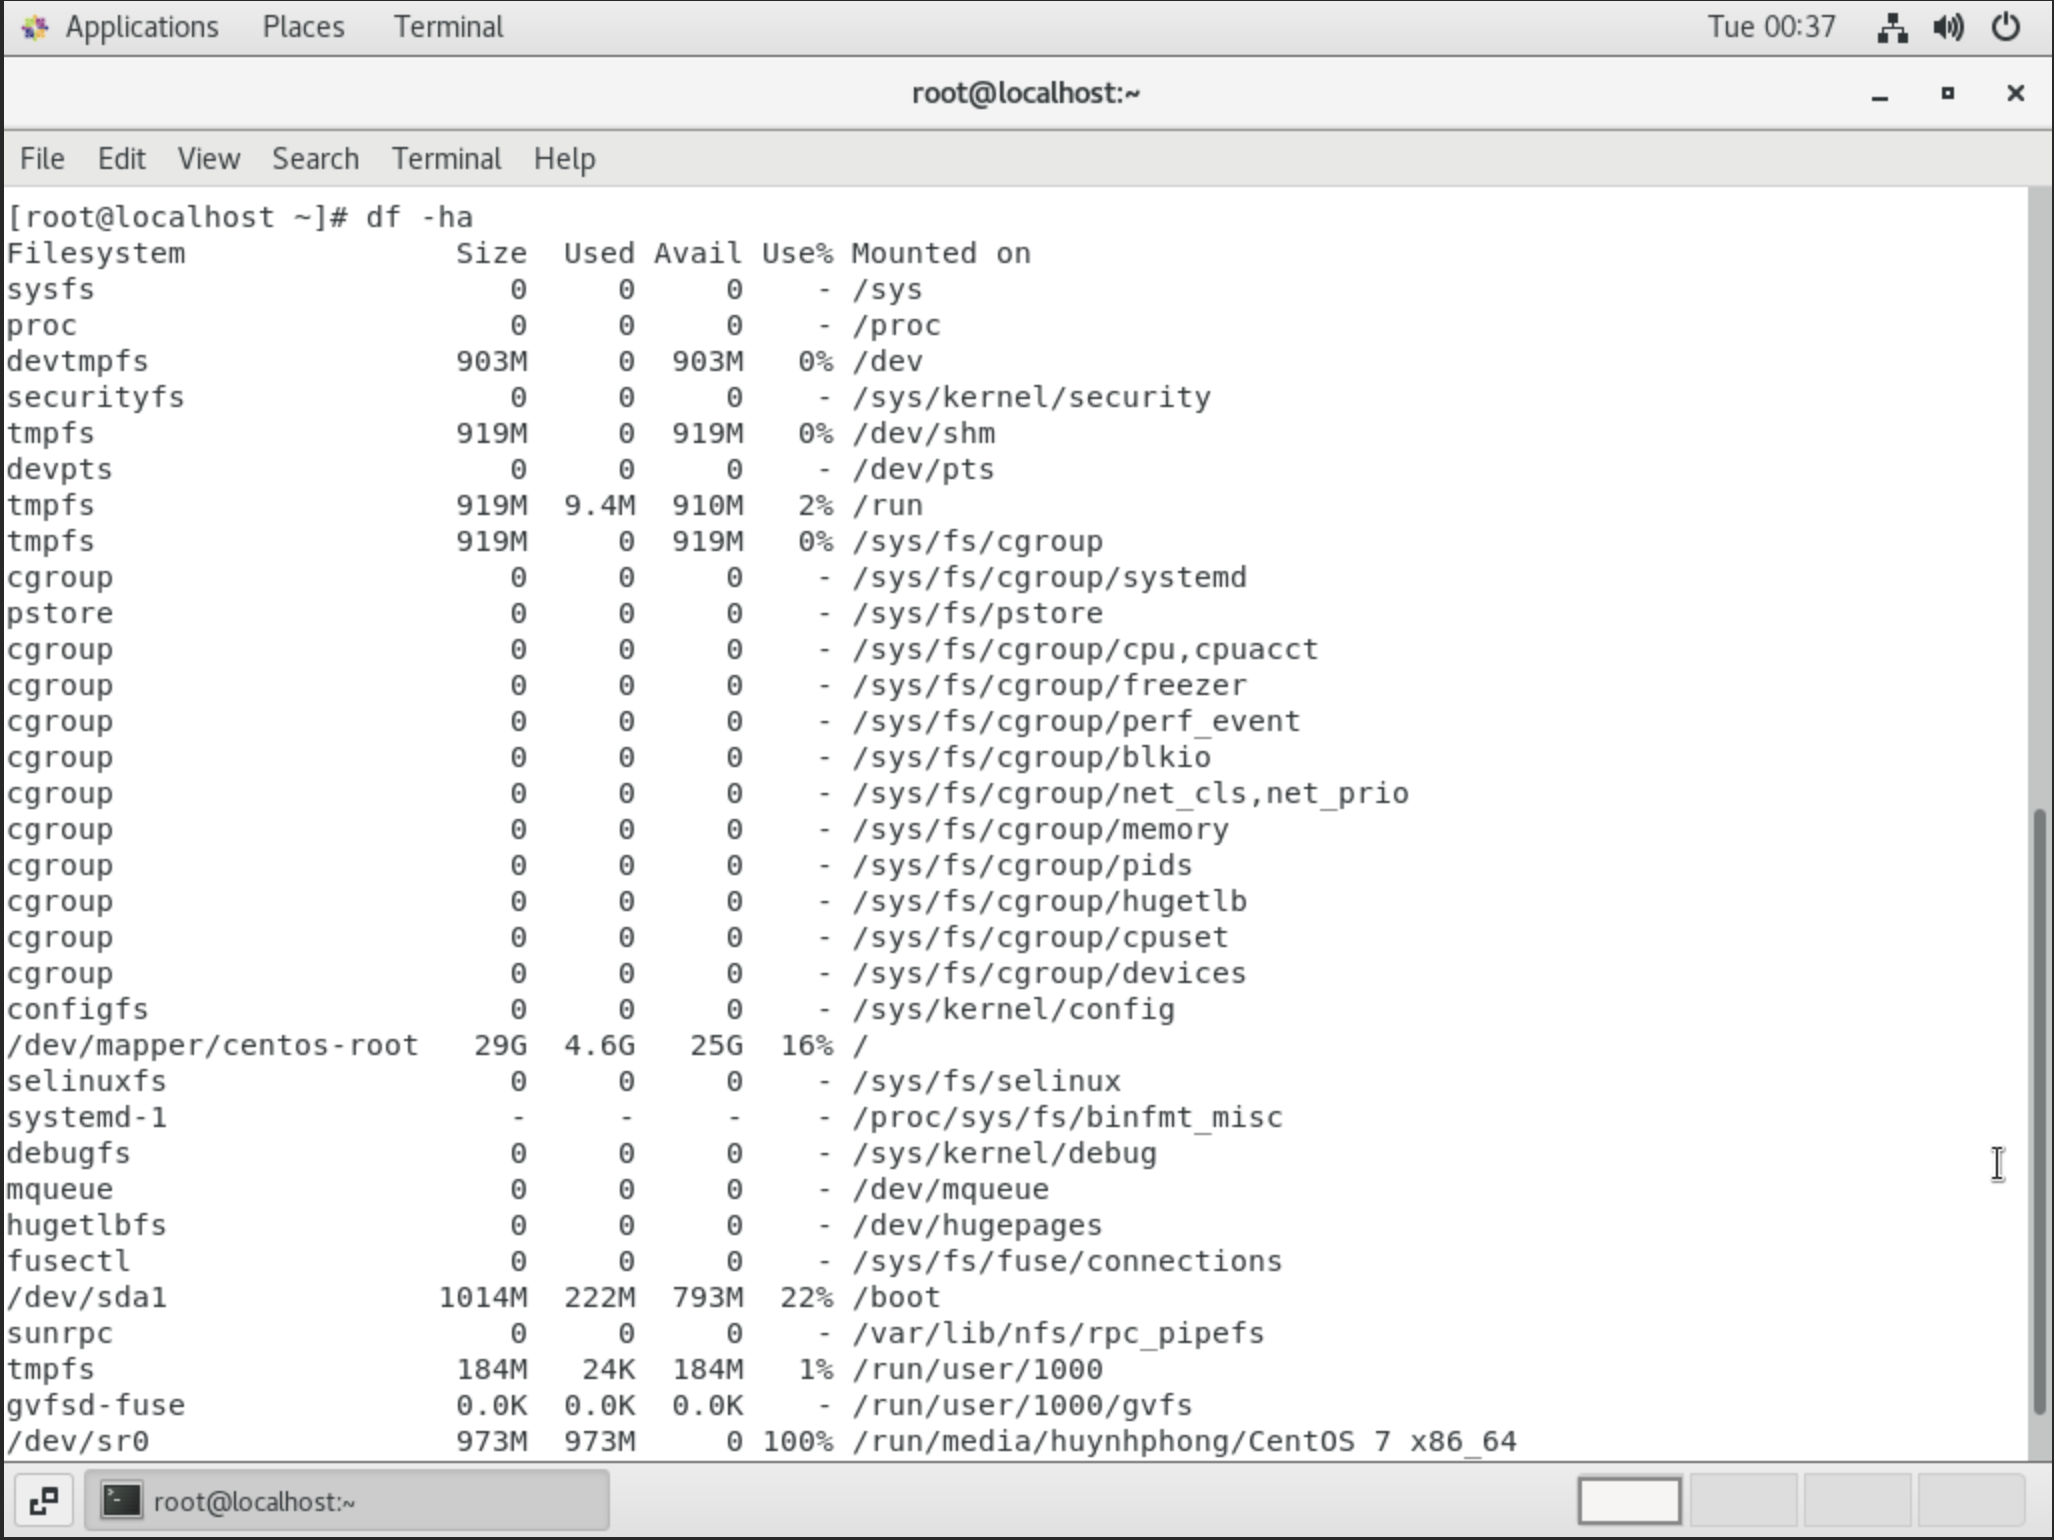 Applications Places Terminal Tue 00:37
root@localhost:~
File Edit View Search Terminal Help
[root@localhost ~]# df -ha
Filesystem Size Used Avail Use% Mounted on
sysfs 0 0 0 - /sys
proc 0 0 0 - /proc
devtmpfs 903M 0 903M 0% /dev
securityfs 0 0 0 - /sys/kernel/security
tmpfs 919M 0 919M 0% /dev/shm
devpts 0 0 0 - /dev/pts
tmpfs 919M 9.4M 910M 2% /run
tmpfs 919M 0 919M 0% /sys/fs/cgroup
cgroup 0 0 0 - /sys/fs/cgroup/systemd
pstore 0 0 0 - /sys/fs/pstore
cgroup 0 0 0 - /sys/fs/cgroup/cpu,cpuacct
cgroup 0 0 0 - /sys/fs/cgroup/freezer
cgroup 0 0 0 - /sys/fs/cgroup/perf_event
cgroup 0 0 0 - /sys/fs/cgroup/blkio
cgroup 0 0 0 - /sys/fs/cgroup/net_cls,net_prio
cgroup 0 0 0 - /sys/fs/cgroup/memory
cgroup 0 0 0 - /sys/fs/cgroup/pids
cgroup 0 0 0 - /sys/fs/cgroup/hugetlb
cgroup 0 0 0 - /sys/fs/cgroup/cpuset
cgroup 0 0 0 - /sys/fs/cgroup/devices
configfs 0 0 0 - /sys/kernel/config
/dev/mapper/centos-root 29G 4.6G 25G 16% /
selinuxfs 0 0 0 - /sys/fs/selinux
systemd-1 - - - - /proc/sys/fs/binfmt_misc
debugfs 0 0 0 - /sys/kernel/debug
mqueue 0 0 0 - /dev/mqueue
hugetlbfs 0 0 0 - /dev/hugepages
fusectl 0 0 0 - /sys/fs/fuse/connections
/dev/sda1 1014M 222M 793M 22% /boot
sunrpc 0 0 0 - /var/lib/nfs/rpc_pipefs
tmpfs 184M 24K 184M 1% /run/user/1000
gvfsd-fuse 0.0K 0.0K 0.0K - /run/user/1000/gvfs
/dev/sr0 973M 973M 0 100% /run/media/huynhphong/CentOS 7 x86_64
root@localhost:~